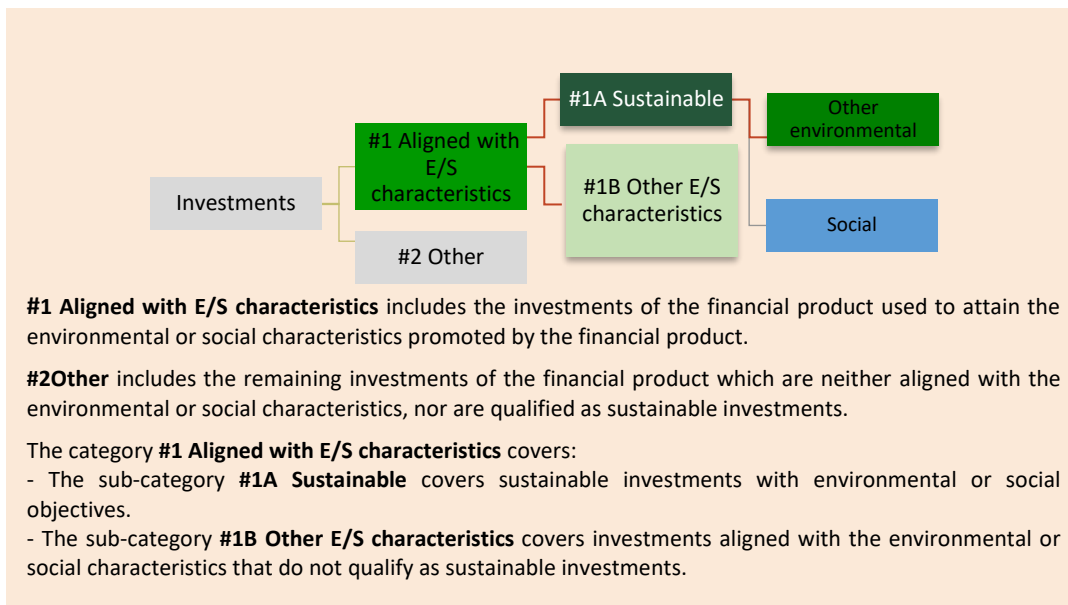 #1A Sustainable
Other
environmental
#1 Aligned with
E/S
characteristics
#1B Other E/S
characteristics
Investments
Social
#2 Other
#1 Aligned with E/S characteristics includes the investments of the financial product used to attain the
environmental or social characteristics promoted by the financial product.
#2Other includes the remaining investments of the financial product which are neither aligned with the
environmental or social characteristics, nor are qualified as sustainable investments.
The category #1 Aligned with E/S characteristics covers:
- The sub-category #1A Sustainable covers sustainable investments with environmental or social
objectives.
- The sub-category #1B Other E/S characteristics covers investments aligned with the environmental or
social characteristics that do not qualify as sustainable investments.